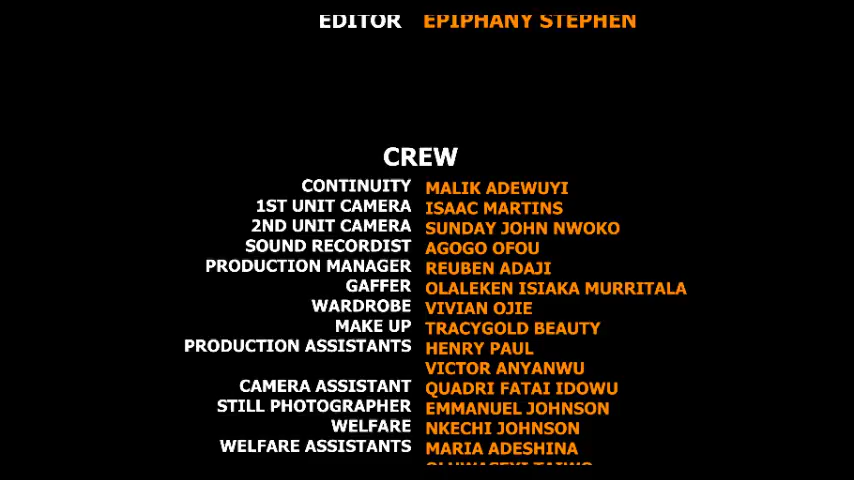 EDITOR EPIPHANY STEPHEN
CREW
CONTINUITY MALIK ADEWUYI
1ST UNIT CAMERA ISAAC MARTINS
2ND UNIT CAMERA SUNDAY JOHN NWOKO
SOUND RECORDIST AGOGO OFOU
PRODUCTION MANAGER REUBEN ADAJI
GAFFER OLALEKEN ISIAKA MURRITALA
WARDROBE VIVIAN OJIE
MAKE UP TRACYGOLD BEAUTY
PRODUCTION ASSISTANTS HENRY PAUL
VICTOR ANYANWU
CAMERA ASSISTANT QUADRI FATAI IDOWU
STILL PHOTOGRAPHER EMMANUEL JOHNSON
WELFARE NKECHI JOHNSON
WELFARE ASSISTANTS MARIA ADESHINA